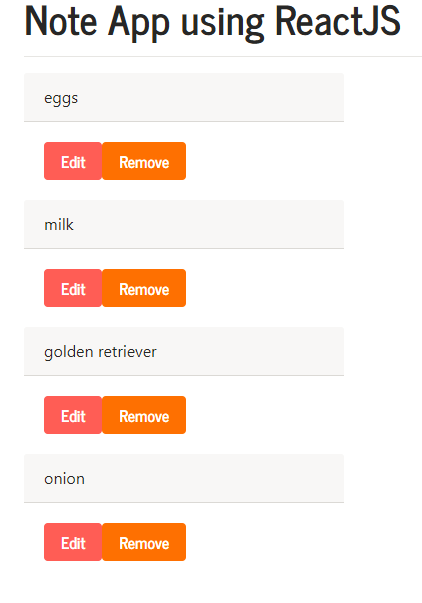 Note App using ReactJS
eggs
Edit Remove
milk
Edit Remove
golden retriever
Edit Remove
onion
Edit Remove